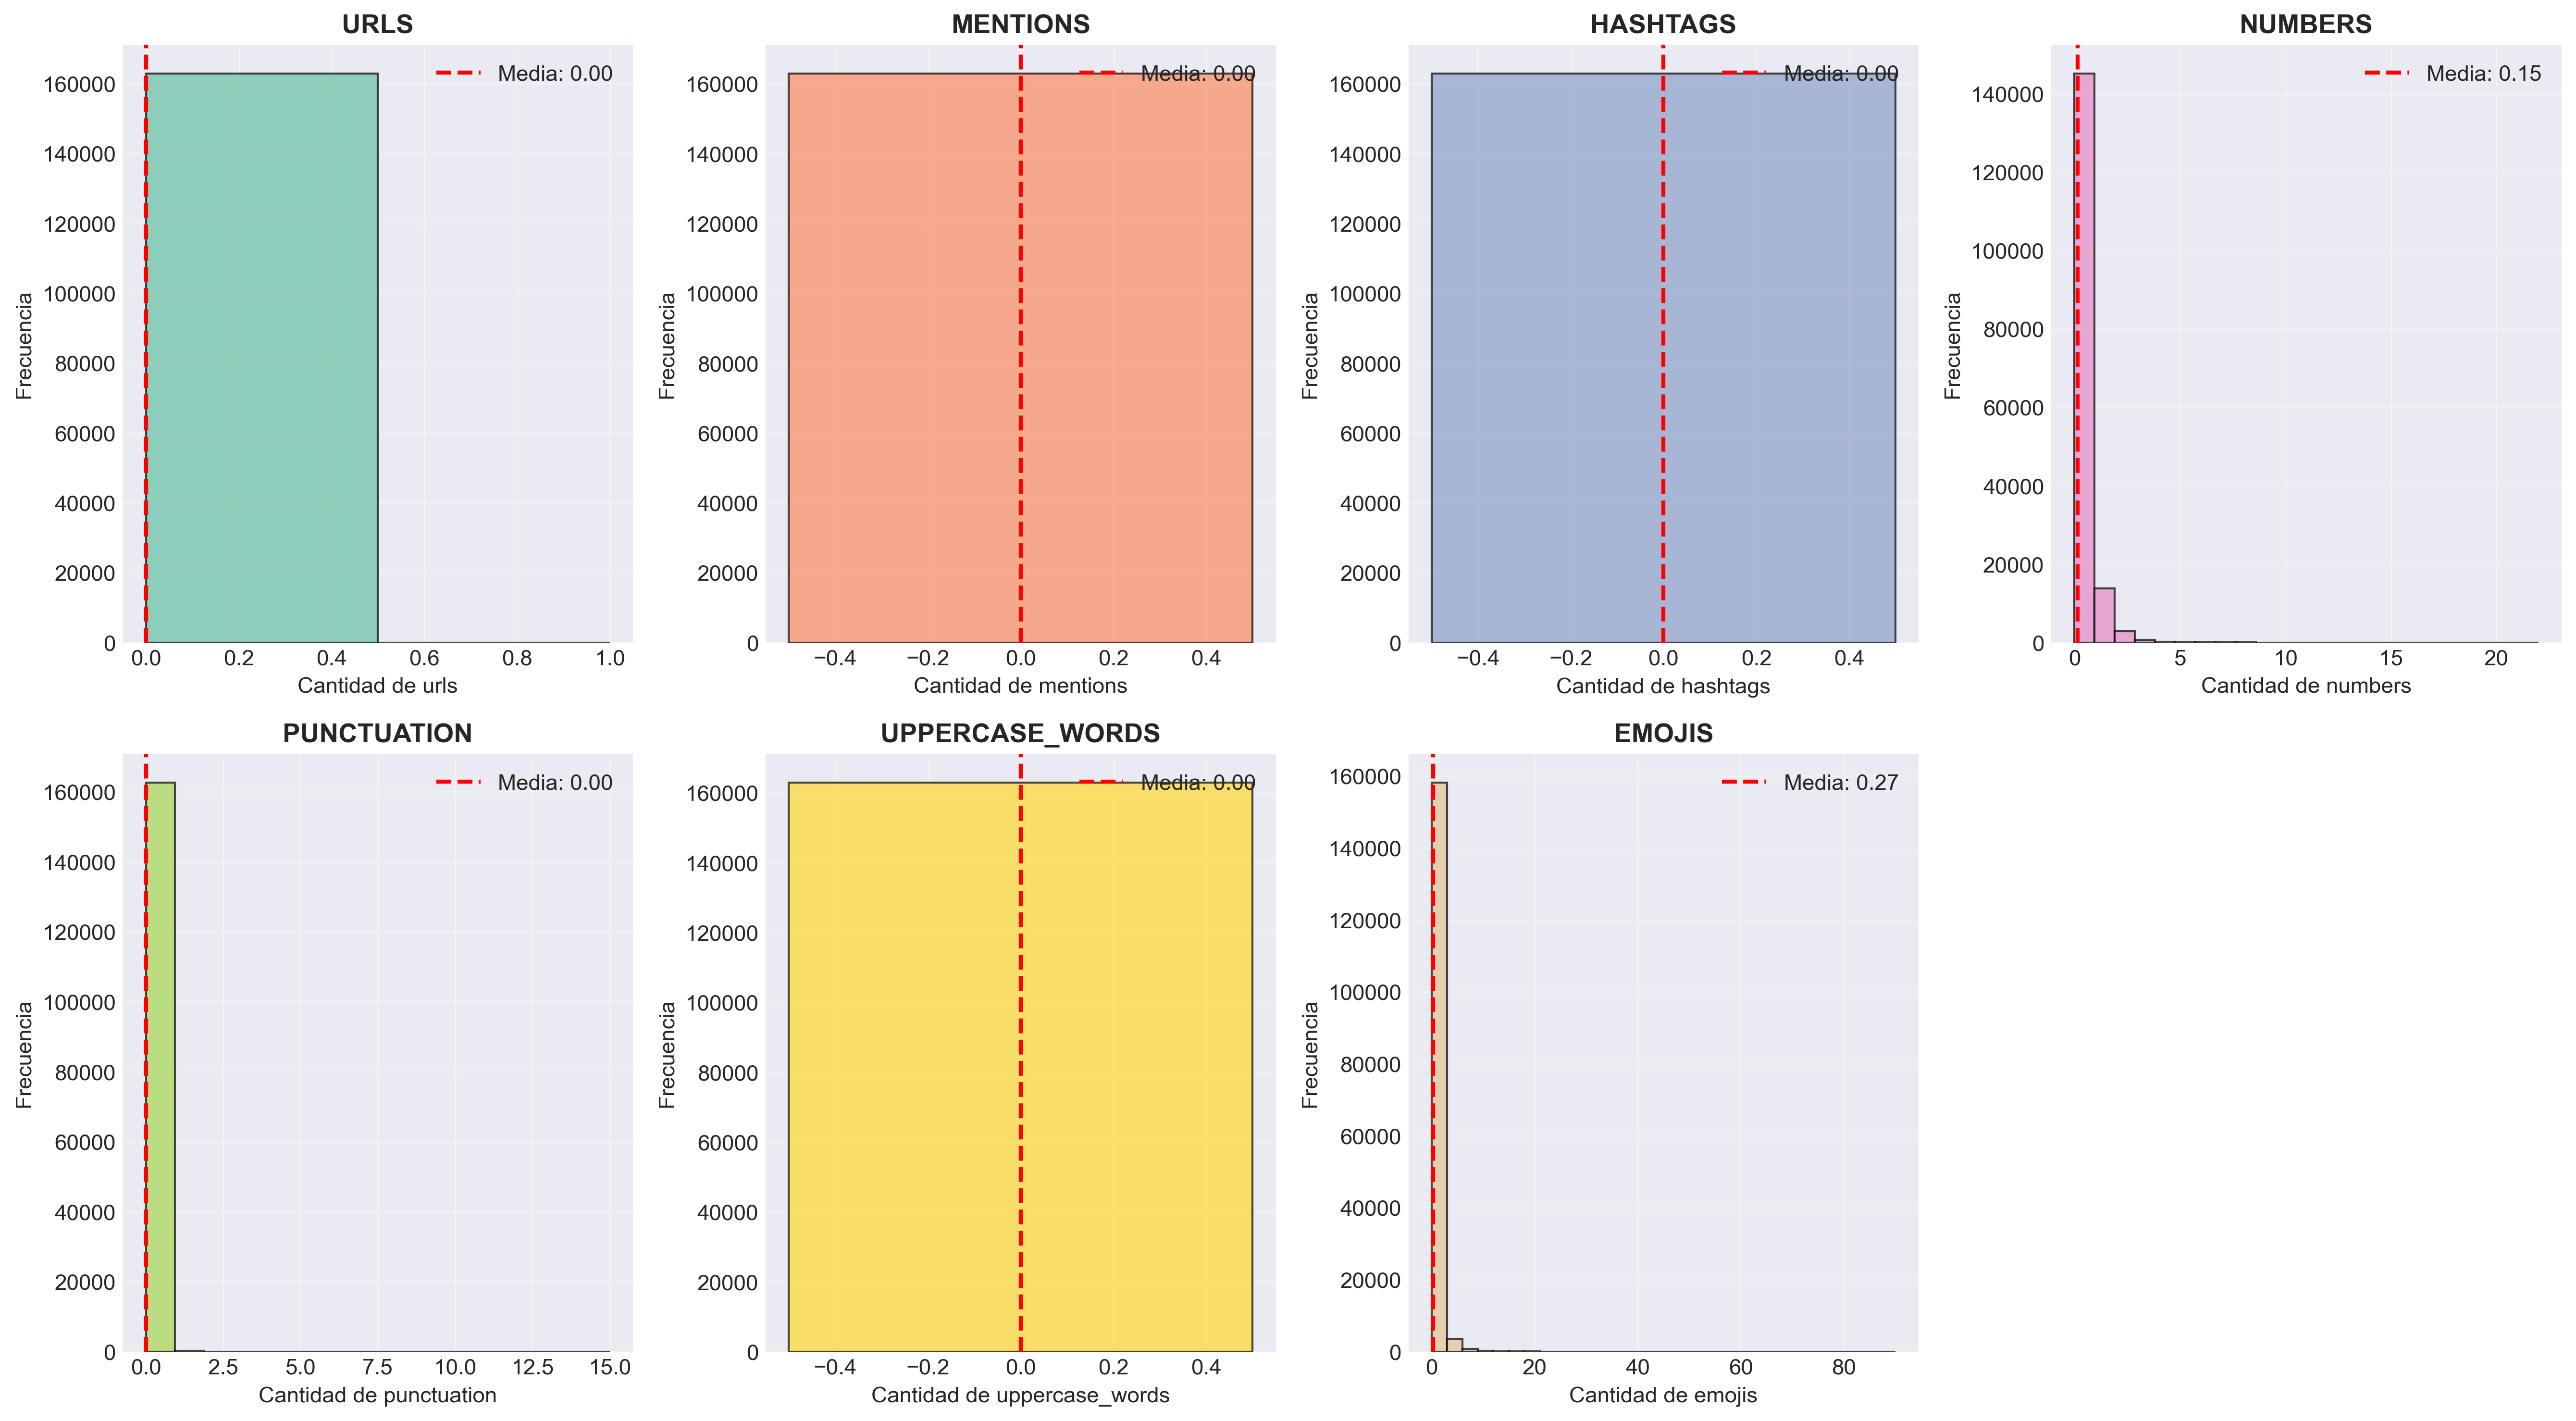 URLS
Media: 0.00
160000
140000
120000
100000
80000
60000
40000
20000
0
Frecuencia
0.0 0.2 0.4 0.6 0.8 1.0
Cantidad de urls
MENTIONS
Media: 0.00
160000
140000
120000
100000
80000
60000
40000
20000
0
Frecuencia
−0.4 −0.2 0.0 0.2 0.4
Cantidad de mentions
HASHTAGS
Media: 0.00
160000
140000
120000
100000
80000
60000
40000
20000
0
Frecuencia
−0.4 −0.2 0.0 0.2 0.4
Cantidad de hashtags
NUMBERS
Media: 0.15
140000
120000
100000
80000
60000
40000
20000
0
Frecuencia
0 5 10 15 20
Cantidad de numbers
PUNCTUATION
Media: 0.00
160000
140000
120000
100000
80000
60000
40000
20000
0
Frecuencia
0.0 2.5 5.0 7.5 10.0 12.5 15.0
Cantidad de punctuation
UPPERCASE_WORDS
Media: 0.00
160000
140000
120000
100000
80000
60000
40000
20000
0
Frecuencia
−0.4 −0.2 0.0 0.2 0.4
Cantidad de uppercase_words
EMOJIS
Media: 0.27
160000
140000
120000
100000
80000
60000
40000
20000
0
Frecuencia
0 20 40 60 80
Cantidad de emojis